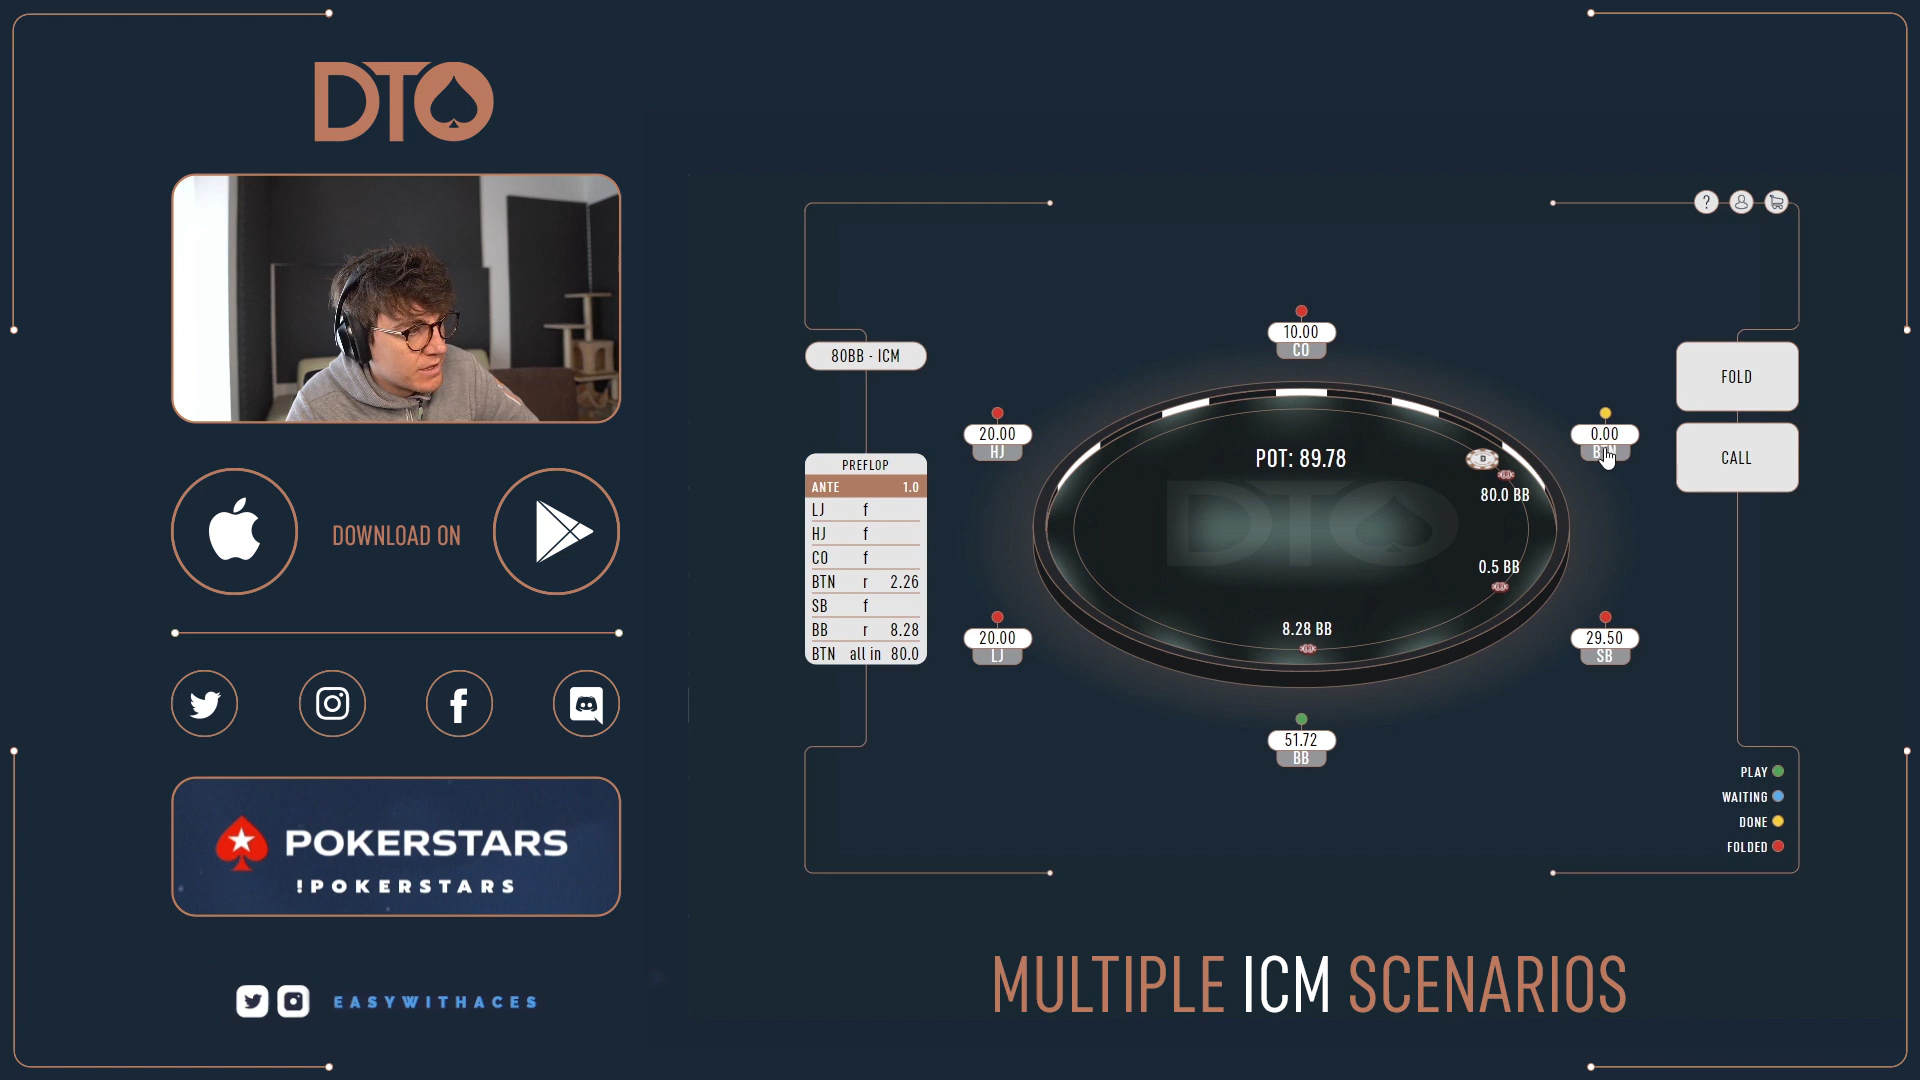 DTO
DOWNLOAD ON
POKERSTARS
!POKERSTARS
EASYWITHACES
80BB - ICM
PREFLOP
ANTE 1.0
LJ f
HJ f
CO f
BTN r 2.26
SB f
BB r 8.28
BTN all in 80.0
10.00
CO
20.00
HJ
0.00
POT: 89.78
DTO
80.0 BB
0.5 BB
8.28 BB
20.00
LJ
29.50
SB
51.72
BB
?
FOLD
CALL
PLAY
WAITING
DONE
FOLDED
MULTIPLE ICM SCENARIOS